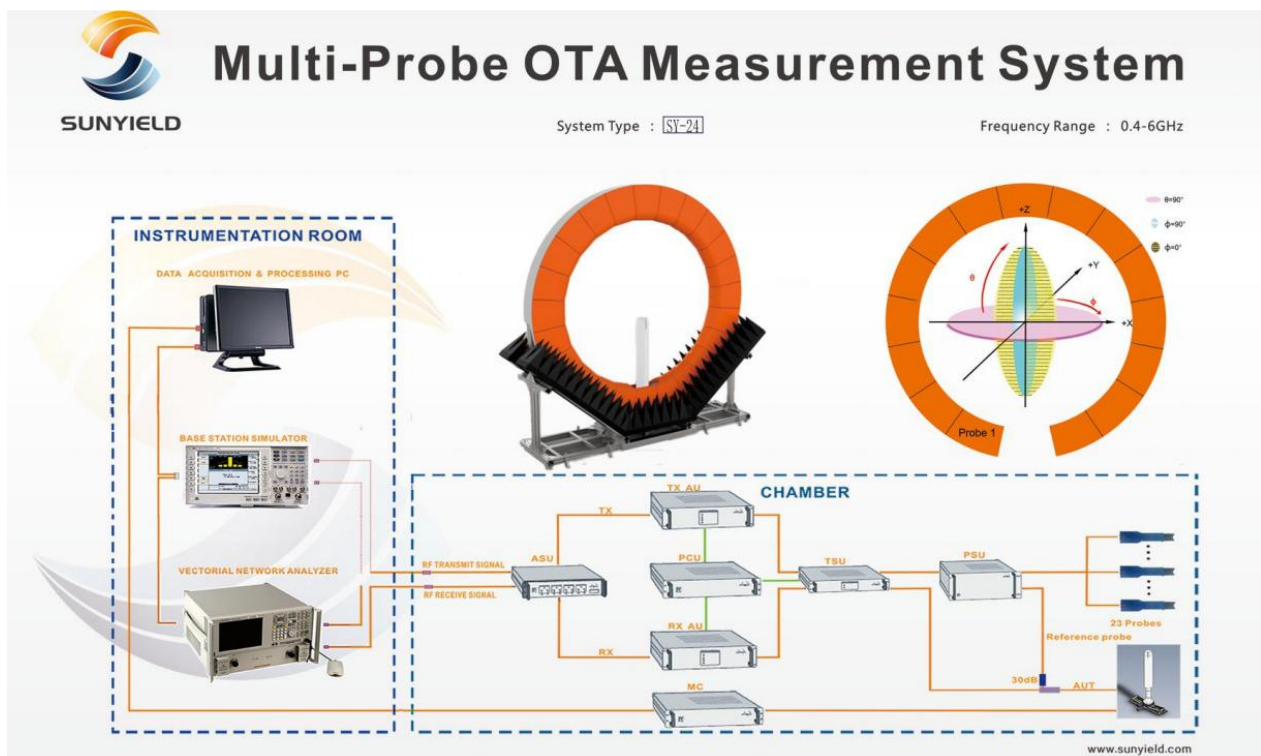 Multi-Probe OTA Measurement System
SUNYIELD
System Type : SY-24
Frequency Range : 0.4-6GHz
INSTRUMENTATION ROOM
DATA ACQUISITION & PROCESSING PC
BASE STATION SIMULATOR
VECTORIAL NETWORK ANALYZER
+Z
θ
+Y
ϕ
+X
Probe 1
θ=90°
ϕ=90°
ϕ=0°
CHAMBER
TX AU
TX
ASU
PCU
TSU
PSU
RF TRANSMIT SIGNAL
RF RECEIVE SIGNAL
RX AU
RX
23 Probes
Reference probe
30dB
AUT
MC
www.sunyield.com